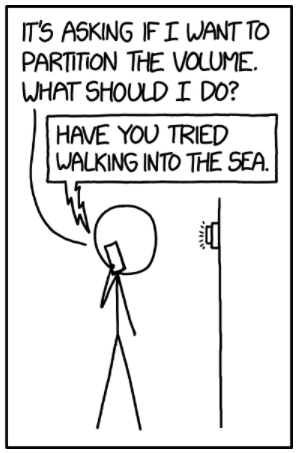 IT'S ASKING IF I WANT TO
PARTITION THE VOLUME.
WHAT SHOULD I DO?
HAVE YOU TRIED
WALKING INTO THE SEA.